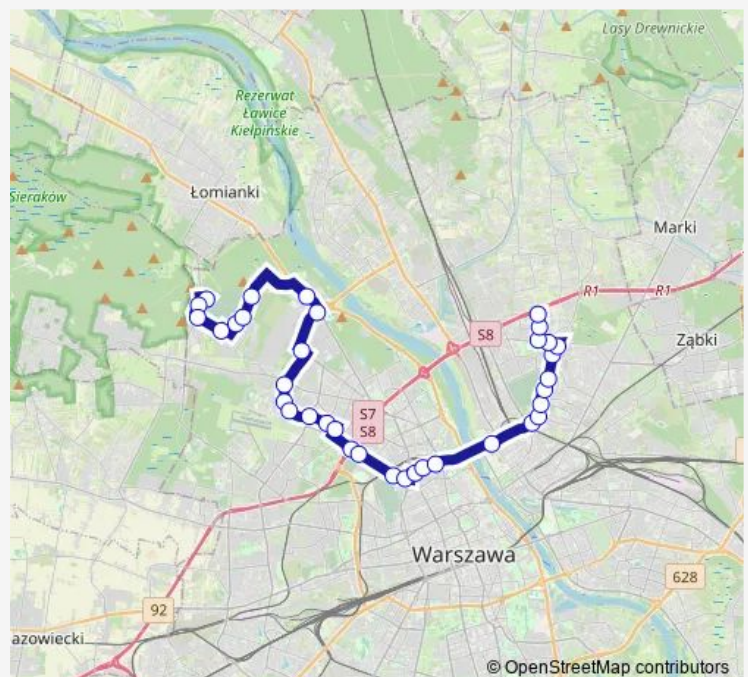 Lasy Drewnickie
Rezerwat
Ławice
Kiełpińskie
Sieraków
Łomianki
Marki
R1
R1
S8
Ząbki
S7
S8
Warszawa
628
92
azowiecki
© OpenStreetMap contributors